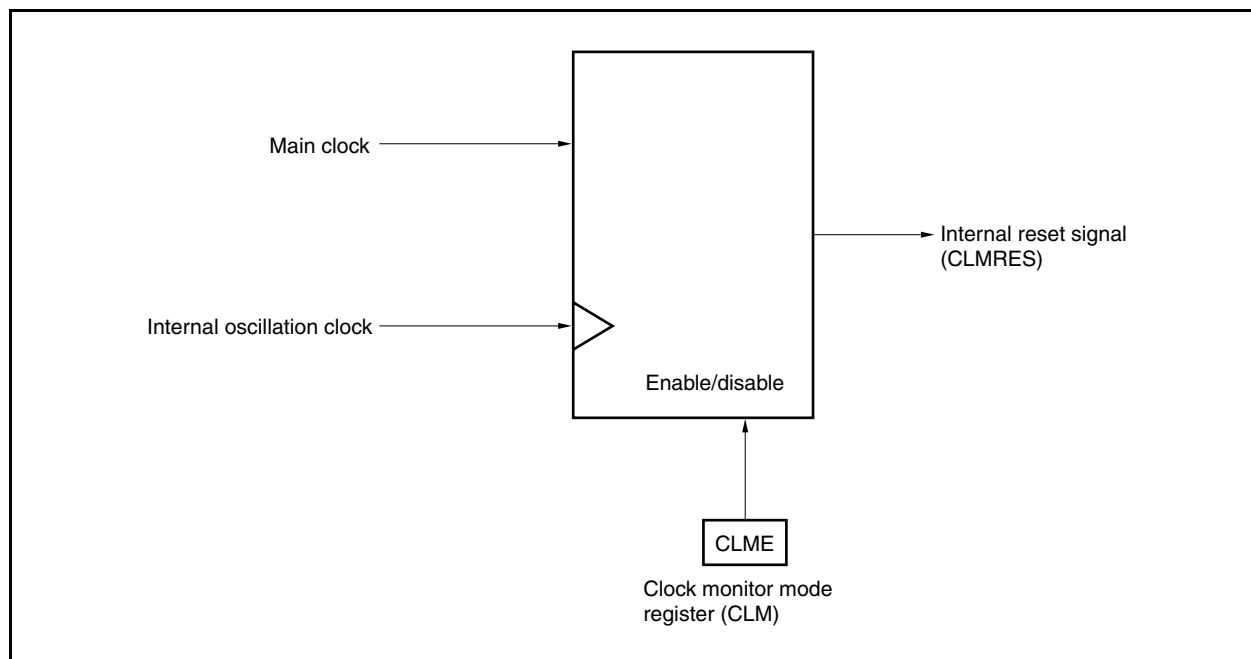 Main clock
Internal reset signal
(CLMRES)
Internal oscillation clock
Enable/disable
CLME
Clock monitor mode
register (CLM)